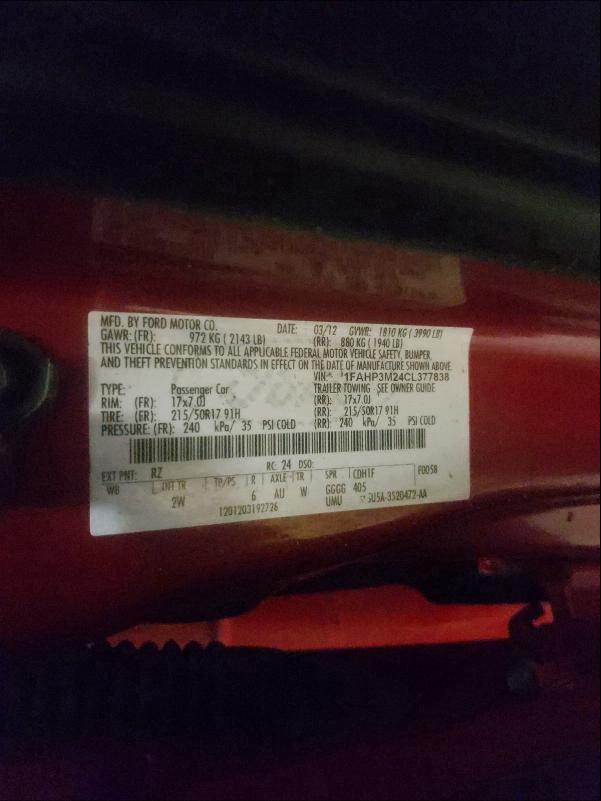 MFD. BY FORD MOTOR CO. DATE: 03/12 GVWR: 1810 KG ( 3990 LB)
GAWR: (FR): 972 KG ( 2143 LB) (RR): 880 KG ( 1940 LB)
THIS VEHICLE CONFORMS TO ALL APPLICABLE FEDERAL MOTOR VEHICLE SAFETY, BUMPER,
AND THEFT PREVENTION STANDARDS IN EFFECT ON THE DATE OF MANUFACTURE SHOWN ABOVE.
VIN: 1FAHP3M24CL377838
TYPE: Passenger Car TRAILER TOWING - SEE OWNER GUIDE
RIM: (FR): 17x7.0J (RR): 17x7.0J
TIRE: (FR): 215/50R17 91H (RR): 215/50R17 91H
PRESSURE: (FR): 240 kPa/ 35 PSI COLD (RR): 240 kPa/ 35 PSI COLD
RC: 24 DSO:
EXT PNT: RZ F0058
WB INT TR TP/PS R AXLE TR SPR CDH1F
2W 6 AU W GGGG 405
1201203192726 UMU 5U5A-3520472-AA